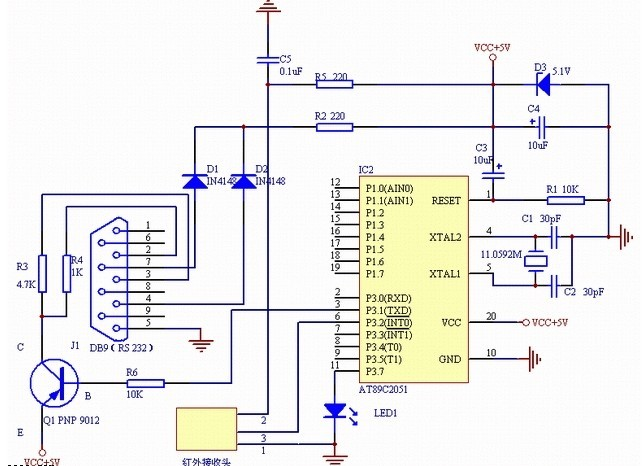 VCC+5V
D3 5.1V
C5
0.1uF
R5 220
R2 220
C4
10uF
C3
10uF
D1
IN4148
D2
IN4148
IC2
12 P1.0(AIN0)
13 P1.1(AIN1)
14 P1.2
15 P1.3
16 P1.4
17 P1.5
18 P1.6
19 P1.7
2 P3.0(RXD)
3 P3.1(TXD)
6 P3.2(INT0)
7 P3.3(INT1)
8 P3.4(T0)
9 P3.5(T1)
11 P3.7
RESET 1
XTAL2 4
XTAL1 5
VCC 20
GND 10
AT89C2051
R1 10K
C1 30pF
11.0592M
C2 30pF
VCC+5V
R3
4.7K
R4
1K
1
6
2
7
3
8
4
9
5
J1
DB9 ( RS 232 )
C
R6
10K
B
Q1 PNP 9012
E
VCC+5V
LED1
2
3
1
红外接收头